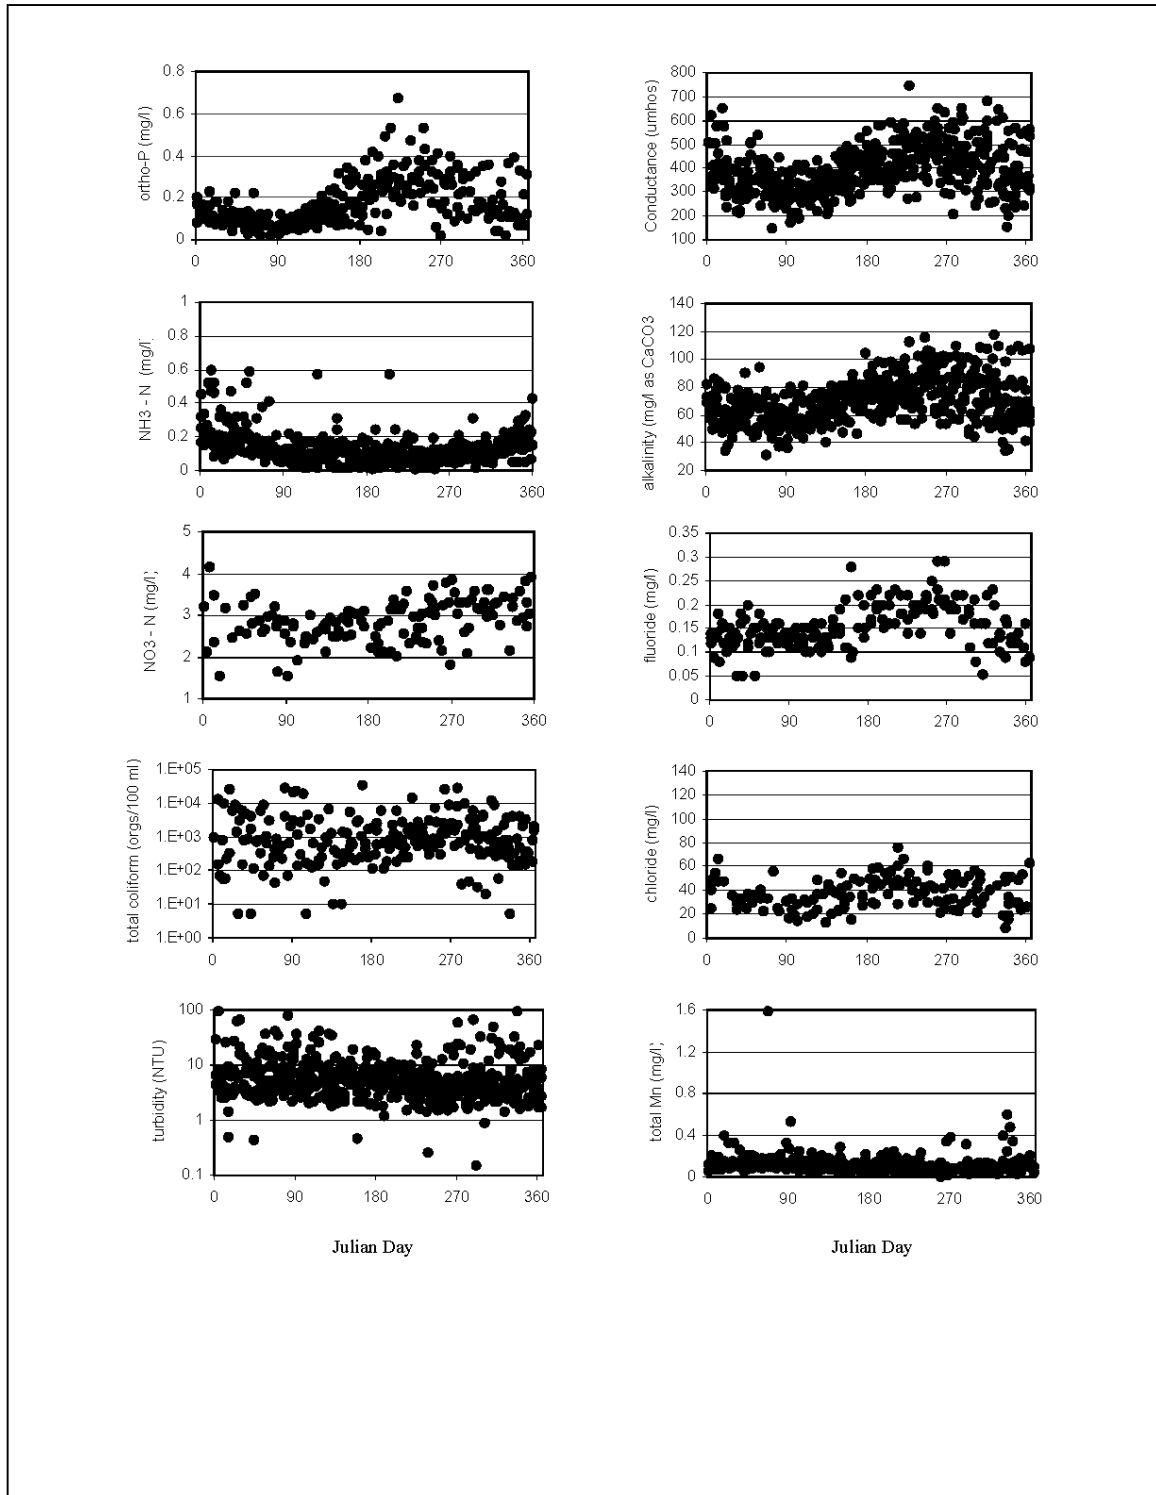 0.8
0.6
0.4
0.2
0
ortho-P (mg/l)
0 90 180 270 360
800
700
600
500
400
300
200
100
Conductance (umhos)
0 90 180 270 360
1
0.8
0.6
0.4
0.2
0
NH3 - N (mg/l)
0 90 180 270 360
140
120
100
80
60
40
20
alkalinity (mg/l as CaCO3
0 90 180 270 360
5
4
3
2
1
NO3 - N (mg/l)
0 90 180 270 360
0.35
0.3
0.25
0.2
0.15
0.1
0.05
0
fluoride (mg/l)
0 90 180 270 360
1.E+05
1.E+04
1.E+03
1.E+02
1.E+01
1.E+00
total coliform (orgs/100 ml)
0 90 180 270 360
140
120
100
80
60
40
20
0
chloride (mg/l)
0 90 180 270 360
100
10
1
0.1
turbidity (NTU)
0 90 180 270 360
1.6
1.2
0.8
0.4
0
total Mn (mg/l)
0 90 180 270 360
Julian Day
Julian Day